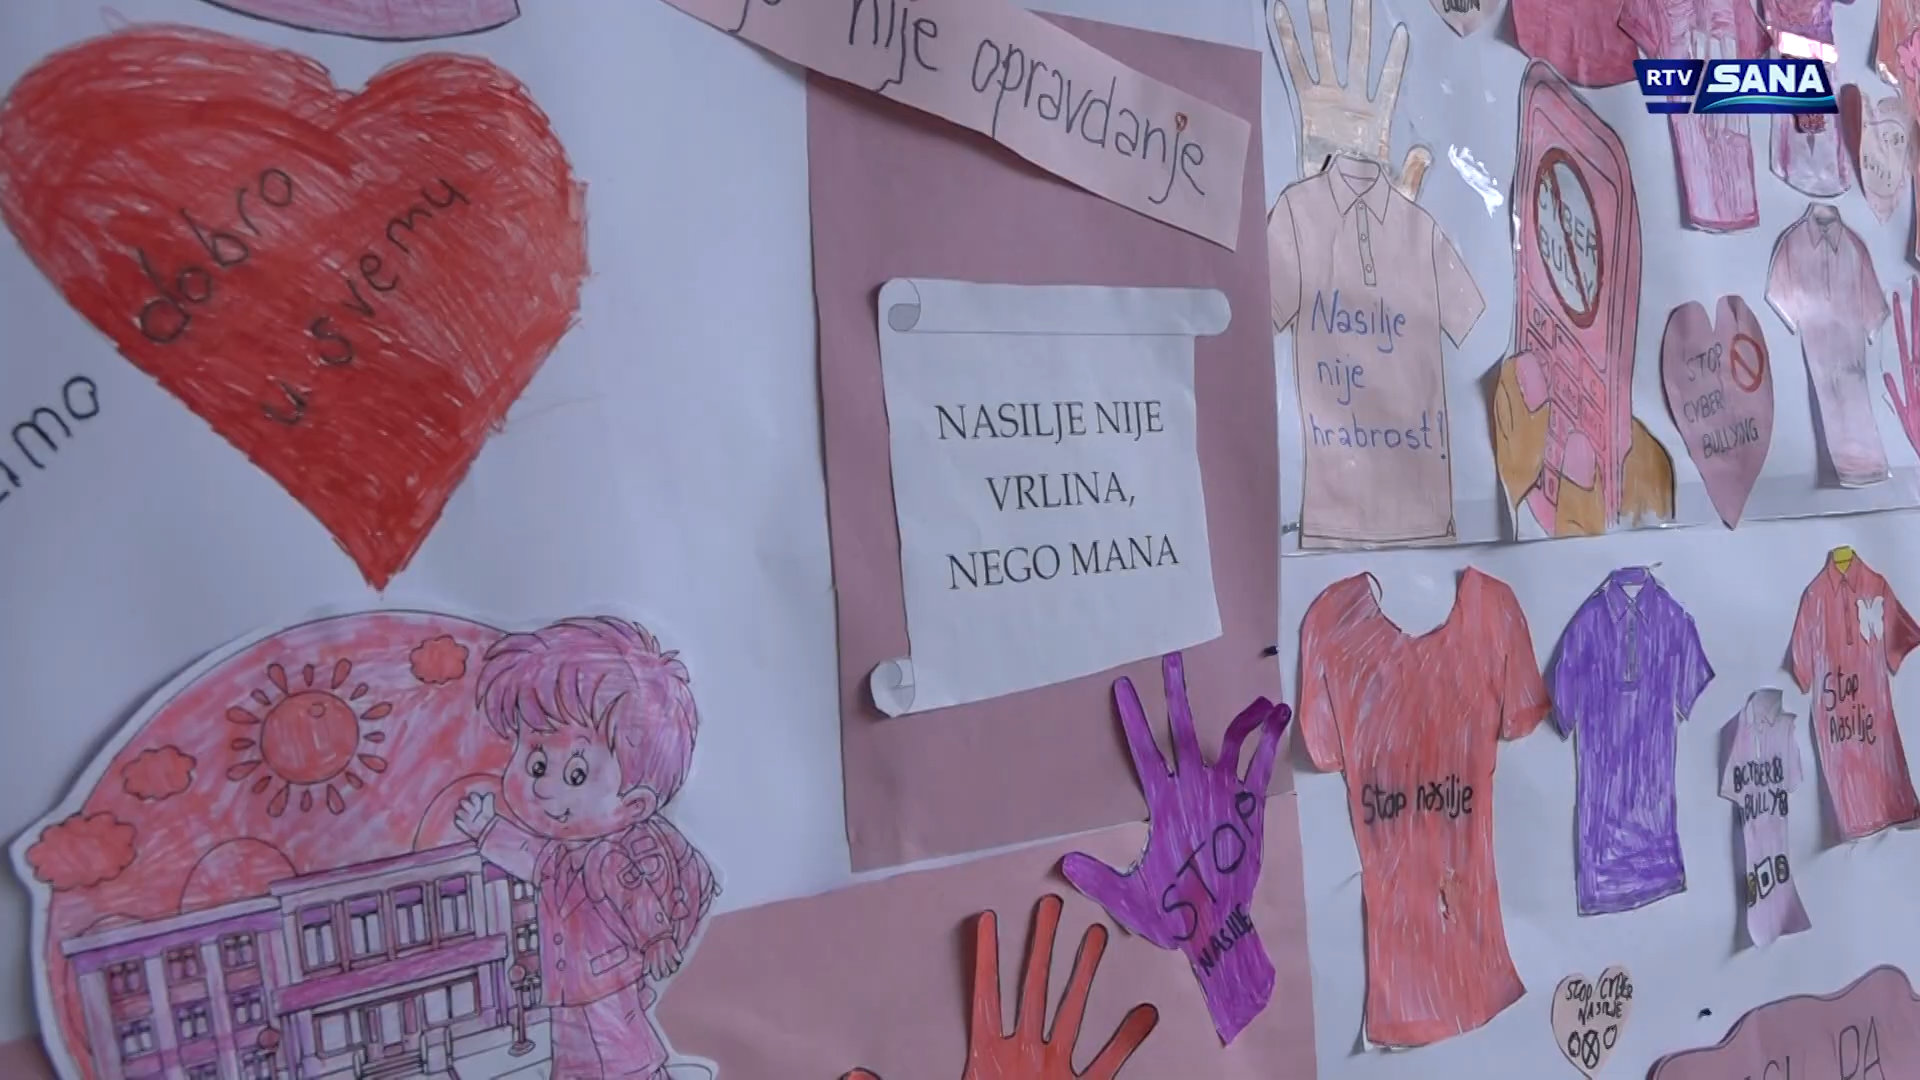 nije opravdanje
RTV SANA
dobro
u svemu
NASILJE NIJE
VRLINA,
NEGO MANA
Nasilje
nije
hrabrost!
CYBER
BULLY
STOP
CYBER
BULLYING
STOP
NASILJE
Stop nasilje
Stop
nasilje
CYBER
BULLY
STOP CYBER
NASILJE